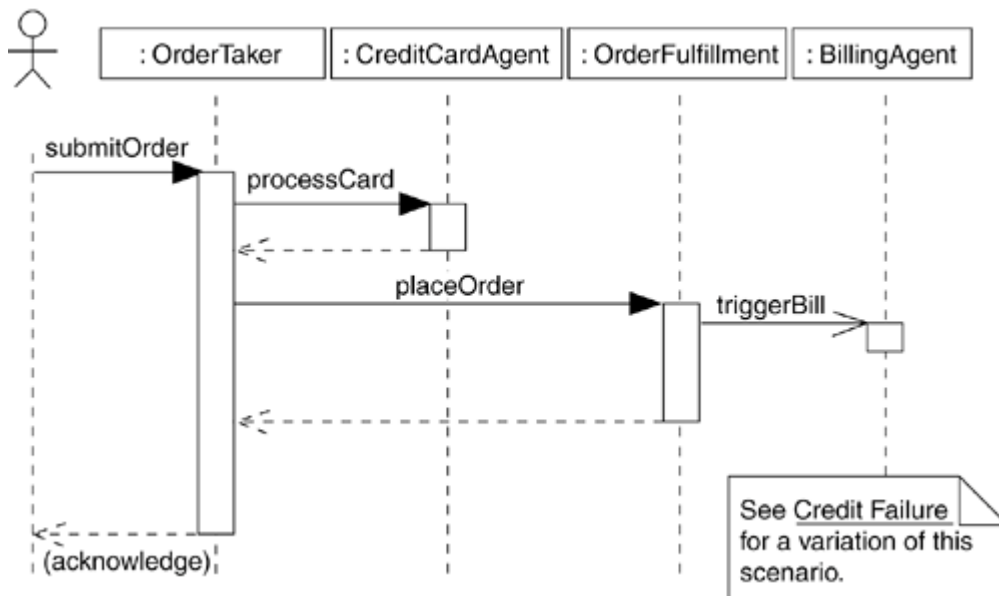 : OrderTaker
: CreditCardAgent
: OrderFulfillment
: BillingAgent
submitOrder
processCard
placeOrder
triggerBill
See Credit Failure
for a variation of this
scenario.
(acknowledge)